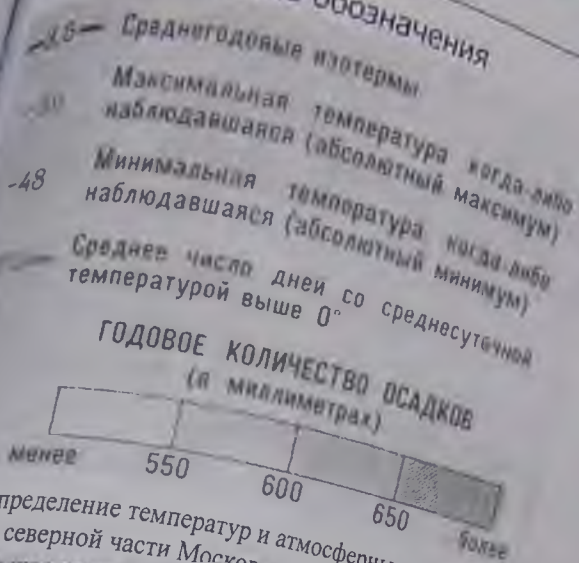 обозначения
Среднегодовые изотермы
Максимальная температура когда-либо
наблюдавшаяся (абсолютный максимум)
-48 Минимальная температура когда-либо
наблюдавшаяся (абсолютный минимум)
Среднее число дней со среднесуточной
температурой выше 0°
ГОДОВОЕ КОЛИЧЕСТВО ОСАДКОВ
(в миллиметрах)
менее 550 600 650 более
пределение температур и
северной части